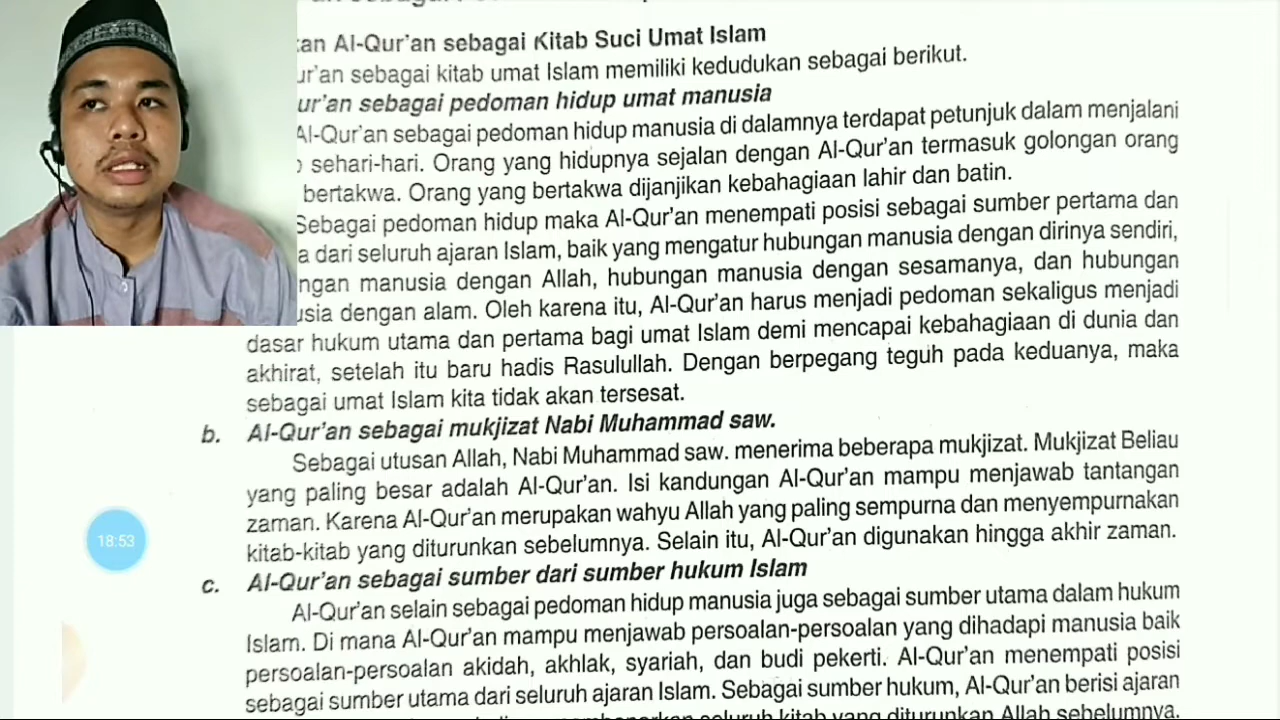 an Al-Qur'an sebagai Kitab Suci Umat Islam
ur'an sebagai kitab umat Islam memiliki kedudukan sebagai berikut.
ur'an sebagai pedoman hidup umat manusia
Al-Qur'an sebagai pedoman hidup manusia di dalamnya terdapat petunjuk dalam menjalani
sehari-hari. Orang yang hidupnya sejalan dengan Al-Qur'an termasuk golongan orang
bertakwa. Orang yang bertakwa dijanjikan kebahagiaan lahir dan batin.
Sebagai pedoman hidup maka Al-Qur'an menempati posisi sebagai sumber pertama dan
a dari seluruh ajaran Islam, baik yang mengatur hubungan manusia dengan dirinya sendiri,
ngan manusia dengan Allah, hubungan manusia dengan sesamanya, dan hubungan
usia dengan alam. Oleh karena itu, Al-Qur'an harus menjadi pedoman sekaligus menjadi
dasar hukum utama dan pertama bagi umat Islam demi mencapai kebahagiaan di dunia dan
akhirat, setelah itu baru hadis Rasulullah. Dengan berpegang teguh pada keduanya, maka
sebagai umat Islam kita tidak akan tersesat.
b. Al-Qur'an sebagai mukjizat Nabi Muhammad saw.
Sebagai utusan Allah, Nabi Muhammad saw. menerima beberapa mukjizat. Mukjizat Beliau
yang paling besar adalah Al-Qur'an. Isi kandungan Al-Qur'an mampu menjawab tantangan
zaman. Karena Al-Qur'an merupakan wahyu Allah yang paling sempurna dan menyempurnakan
kitab-kitab yang diturunkan sebelumnya. Selain itu, Al-Qur'an digunakan hingga akhir zaman.
18:53
c. Al-Qur'an sebagai sumber dari sumber hukum Islam
Al-Qur'an selain sebagai pedoman hidup manusia juga sebagai sumber utama dalam hukum
Islam. Di mana Al-Qur'an mampu menjawab persoalan-persoalan yang dihadapi manusia baik
persoalan-persoalan akidah, akhlak, syariah, dan budi pekerti. Al-Qur'an menempati posisi
sebagai sumber utama dari seluruh ajaran Islam. Sebagai sumber hukum, Al-Qur'an berisi ajaran
seluruh kitab yang diturunkan Allah sebelumnya.